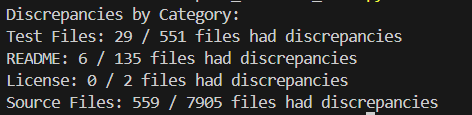 Discrepancies by Category:
Test Files: 29 / 551 files had discrepancies
README: 6 / 135 files had discrepancies
License: 0 / 2 files had discrepancies
Source Files: 559 / 7905 files had discrepancies